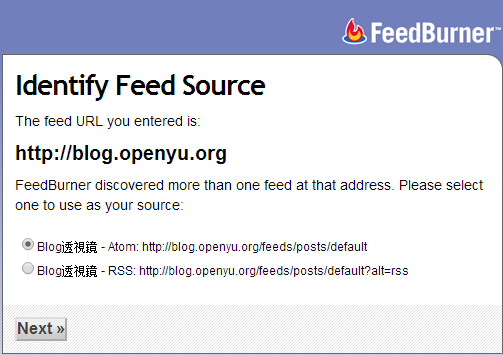 FeedBurner™
Identify Feed Source
The feed URL you entered is:
http://blog.openyu.org
FeedBurner discovered more than one feed at that address. Please select
one to use as your source:
Blog透視鏡 - Atom: http://blog.openyu.org/feeds/posts/default
Blog透視鏡 - RSS: http://blog.openyu.org/feeds/posts/default?alt=rss
Next »